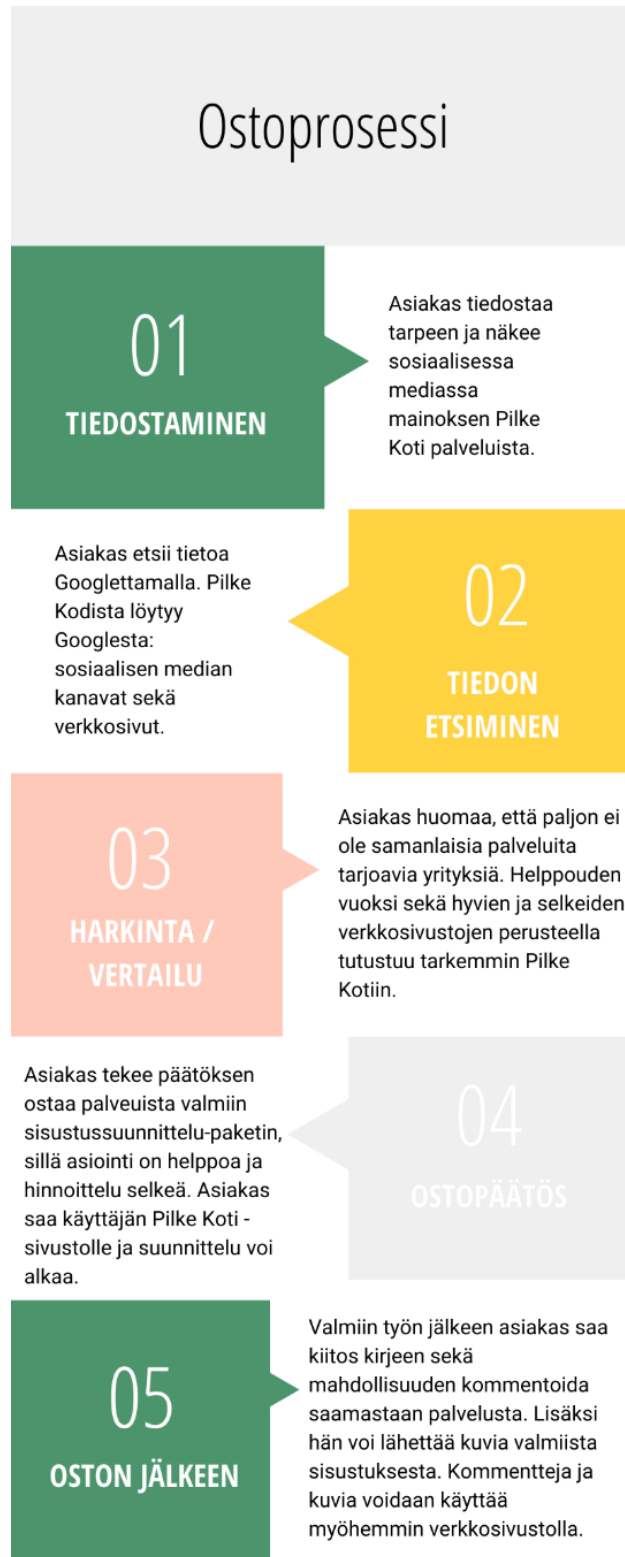 Ostoprosessi
01
TIEDOSTAMINEN
Asiakas tiedostaa
tarpeen ja näkee
sosiaalisessa
mediassa
mainoksen Pilke
Koti palveluista.
Asiakas etsii tietoa
Googlettamalla. Pilke
Kodista löytyy
Googlesta:
sosiaalisen median
kanavat sekä
verkkosivut.
02
TIEDON
ETSIMINEN
03
HARKINTA /
VERTAILU
Asiakas huomaa, että paljon ei
ole samanlaisia palveluita
tarjoavia yrityksiä. Helppouden
vuoksi sekä hyvien ja selkeiden
verkkosivustojen perusteella
tutustuu tarkemmin Pilke
Kotiin.
Asiakas tekee päätöksen
ostaa palveuista valmiin
sisustussuunnittelu-paketin,
sillä asiointi on helppoa ja
hinnoittelu selkeä. Asiakas
saa käyttäjän Pilke Koti -
sivustolle ja suunnittelu voi
alkaa.
04
OSTOPÄÄTÖS
05
OSTON JÄLKEEN
Valmiin työn jälkeen asiakas saa
kiitos kirjeen sekä
mahdollisuuden kommentoida
saamastaan palvelusta. Lisäksi
hän voi lähettää kuvia valmiista
sisustuksesta. Kommentteja ja
kuvia voidaan käyttää
myöhemmin verkkosivustolla.